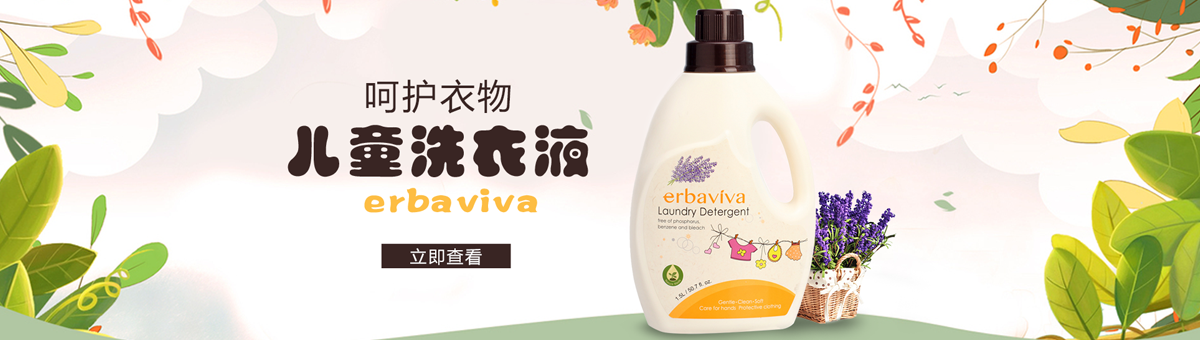 呵护衣物
儿童洗衣液
erbaviva
立即查看
erbaviva
Laundry Detergent
free of phosphorus,
benzene and bleach
1.5L / 50.7 fl. oz.
Gentle·Clean·Soft
Care for hands Protective clothing